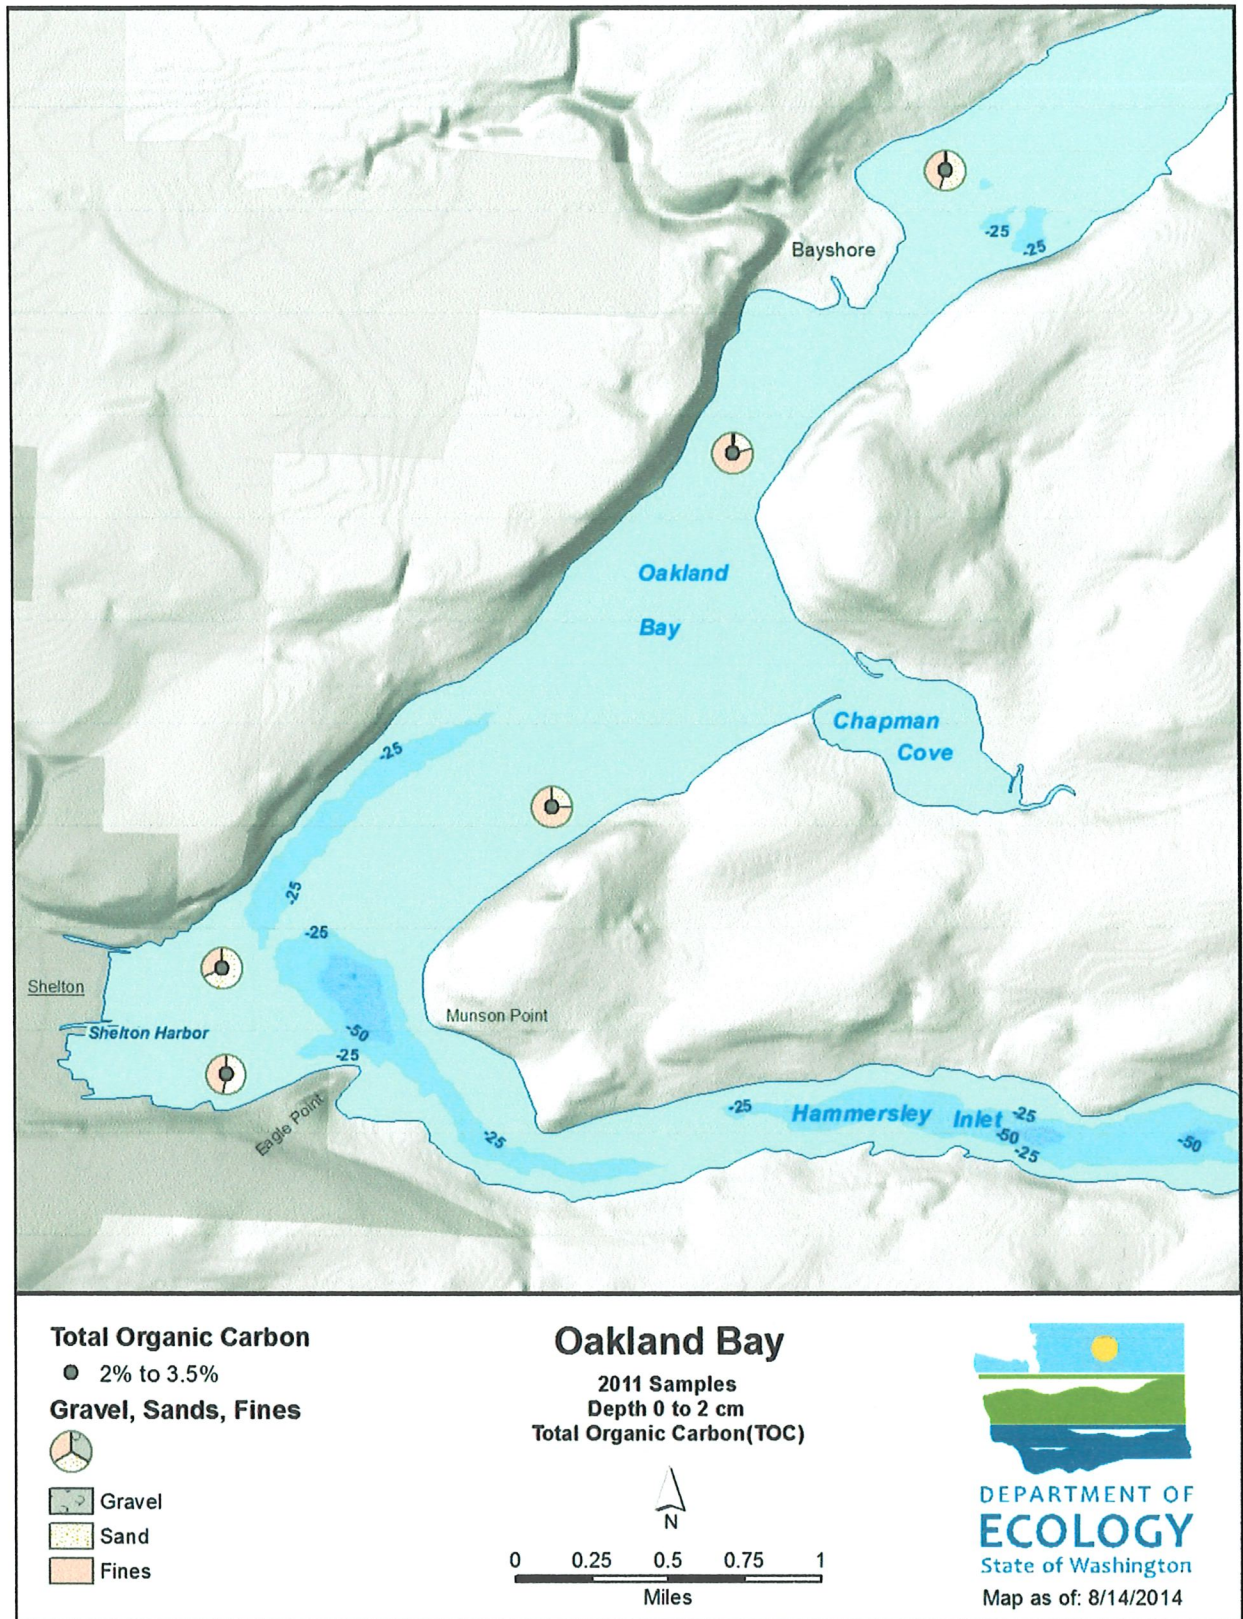 Bayshore
-25
-25
Oakland
Bay
Chapman
Cove
-25
-25
-25
Shelton
Shelton Harbor
Munson Point
-50
-25
Eagle Point
-25
-25
Hammersley Inlet
-25
-50
-25
-50
Total Organic Carbon
2% to 3.5%
Gravel, Sands, Fines
Gravel
Sand
Fines
Oakland Bay
2011 Samples
Depth 0 to 2 cm
Total Organic Carbon(TOC)
N
0 0.25 0.5 0.75 1
Miles
DEPARTMENT OF
ECOLOGY
State of Washington
Map as of: 8/14/2014